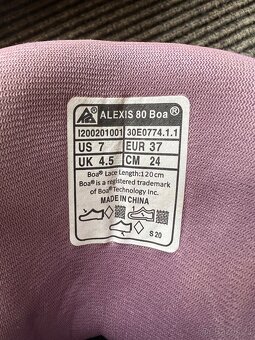 ALEXIS 80 Boa®
I200201001 30E0774.1.1
US 7 EUR 37
UK 4.5 CM 24
Boa® Lace Length:120cm
Boa® is a registered trademark
of Boa® Technology Inc.
MADE IN CHINA
S 20